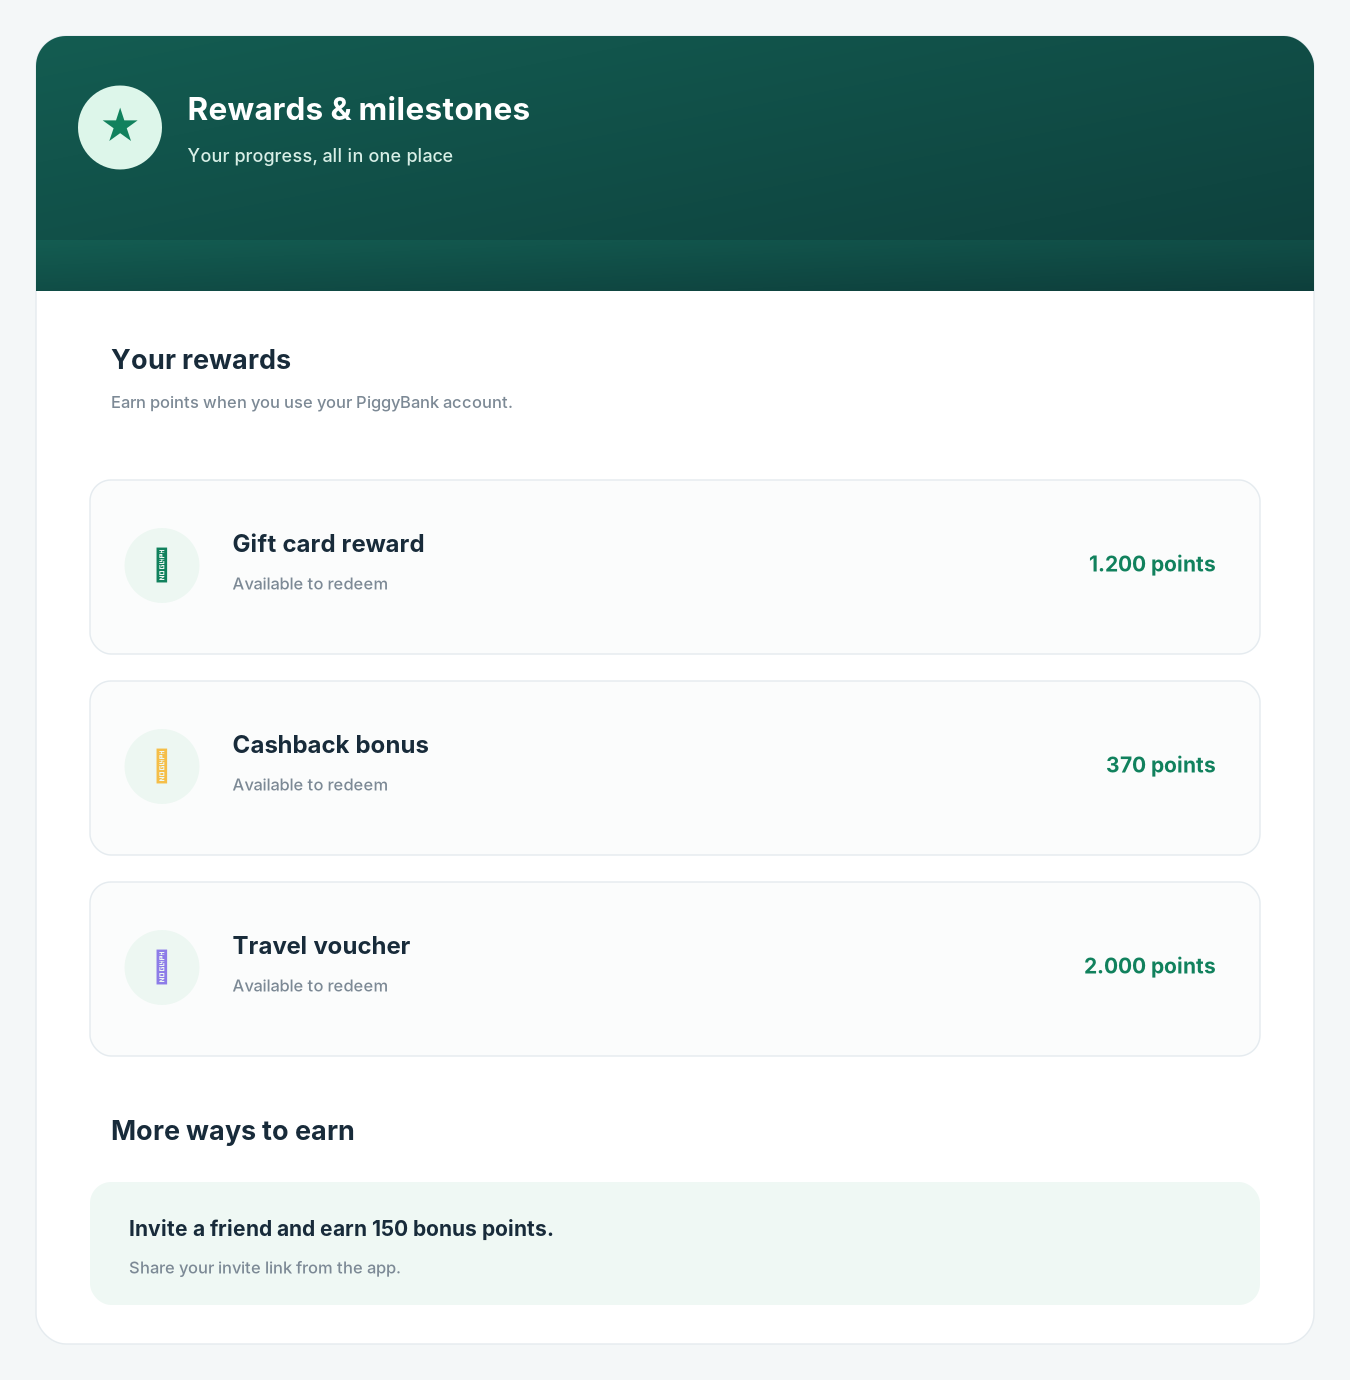 Rewards & milestones
Your progress, all in one place
Your rewards
Earn points when you use your PiggyBank account.
Gift card reward
Available to redeem
1.200 points
Cashback bonus
Available to redeem
370 points
Travel voucher
Available to redeem
2.000 points
More ways to earn
Invite a friend and earn 150 bonus points.
Share your invite link from the app.